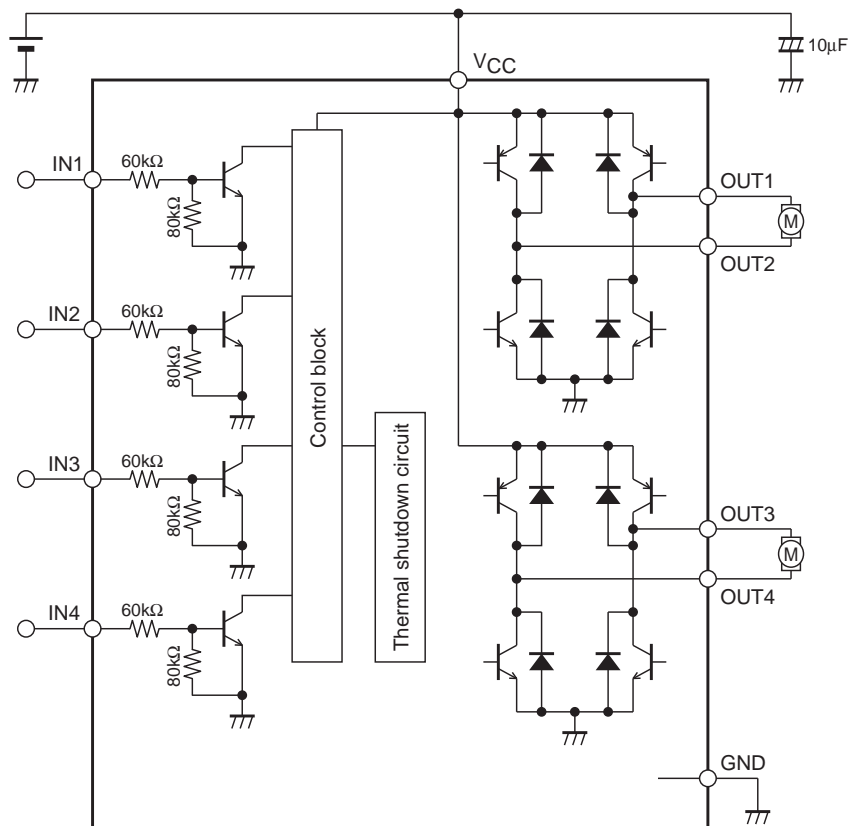 10µF
VCC
IN1
60kΩ
80kΩ
OUT1
M
OUT2
IN2
60kΩ
80kΩ
Control block
Thermal shutdown circuit
IN3
60kΩ
80kΩ
OUT3
M
OUT4
IN4
60kΩ
80kΩ
GND